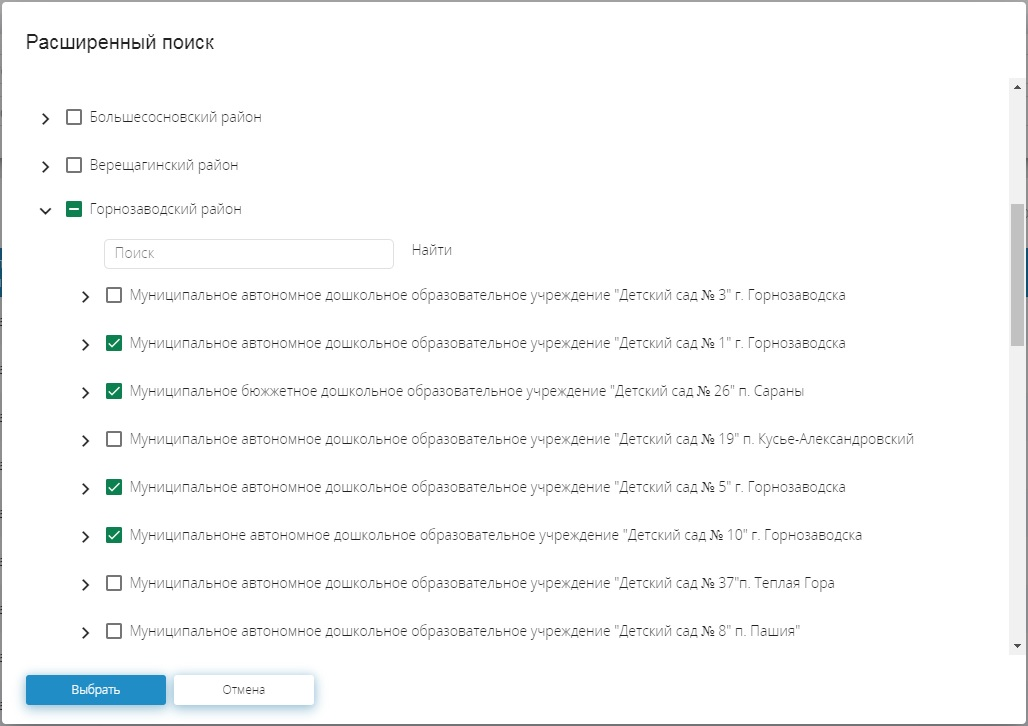 Расширенный поиск
Большесосновский район
Верещагинский район
Горнозаводский район
Поиск
Найти
Муниципальное автономное дошкольное образовательное учреждение "Детский сад № 3" г. Горнозаводска
Муниципальное автономное дошкольное образовательное учреждение "Детский сад № 1" г. Горнозаводска
Муниципальное бюжжетное дошкольное образовательное учреждение "Детский сад № 26" п. Сараны
Муниципальное автономное дошкольное образовательное учреждение "Детский сад № 19" п. Кусье-Александровский
Муниципальное автономное дошкольное образовательное учреждение "Детский сад № 5" г. Горнозаводска
Муниципальноне автономное дошкольное образовательное учреждение "Детский сад № 10" г. Горнозаводска
Муниципальное автономное дошкольное образовательное учреждение "Детский сад № 37"п. Теплая Гора
Муниципальное автономное дошкольное образовательное учреждение "Детский сад № 8" п. Пашия"
Выбрать
Отмена